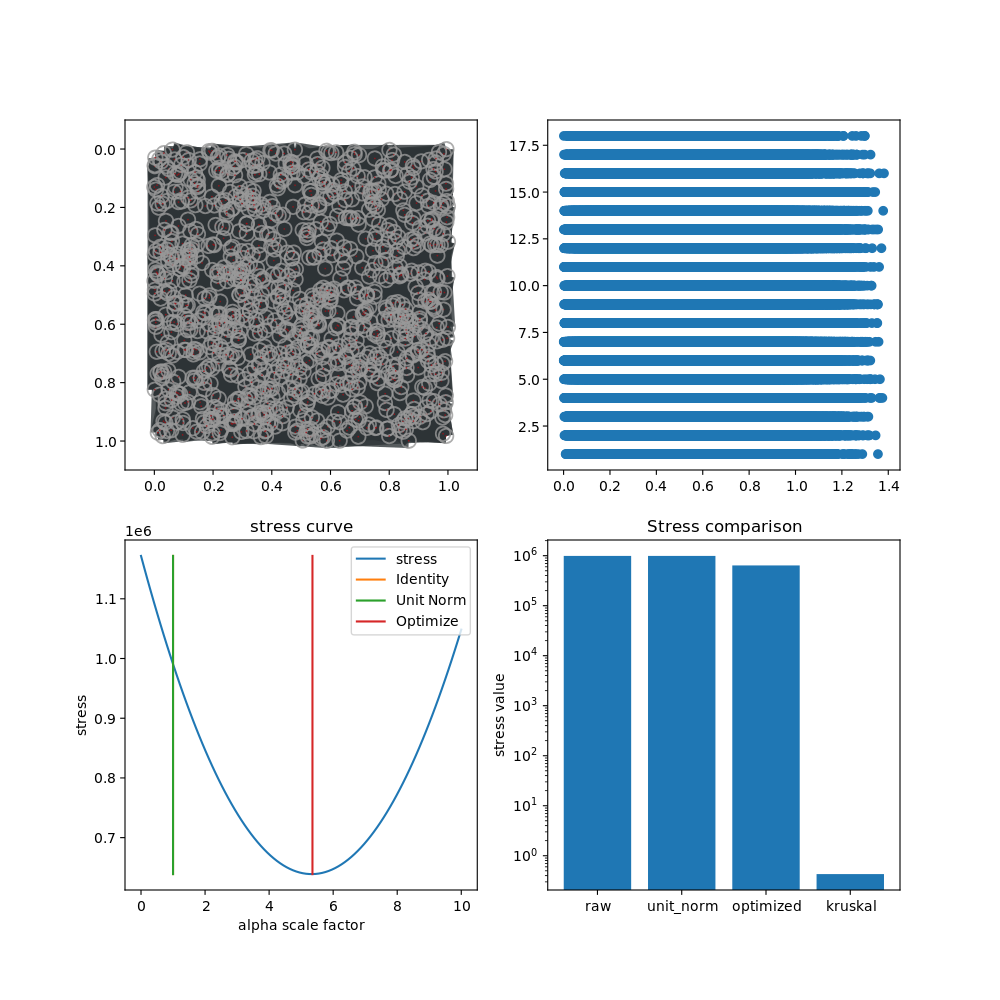 0.0
0.2
0.4
0.6
0.8
1.0
0.0 0.2 0.4 0.6 0.8 1.0
17.5
15.0
12.5
10.0
7.5
5.0
2.5
0.0 0.2 0.4 0.6 0.8 1.0 1.2 1.4
stress curve
1e6
stress
Identity
Unit Norm
Optimize
1.1
1.0
0.9
0.8
0.7
stress
0 2 4 6 8 10
alpha scale factor
Stress comparison
10⁶
10⁵
10⁴
10³
10²
10¹
10⁰
stress value
raw unit_norm optimized kruskal